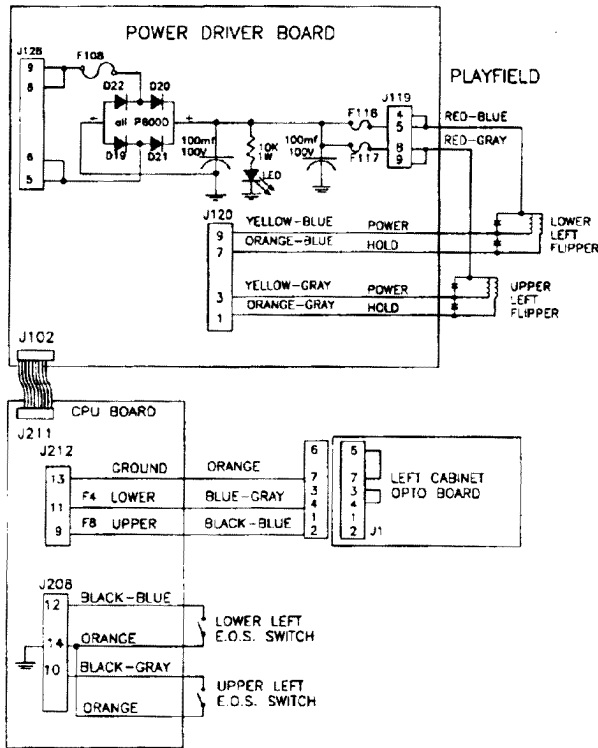 POWER DRIVER BOARD
J128
F108
9
8
6
5
D22
D20
all P600D
D19
D21
+
100mf
100V
10K
1W
LED
100mf
100V
F116
F117
J119
4
5
8
9
PLAYFIELD
RED-BLUE
RED-GRAY
J120
9
7
3
1
YELLOW-BLUE POWER
ORANGE-BLUE HOLD
LOWER
LEFT
FLIPPER
YELLOW-GRAY POWER
ORANGE-GRAY HOLD
UPPER
LEFT
FLIPPER
J102
J211
CPU BOARD
J212
13 GROUND ORANGE
11 F4 LOWER BLUE-GRAY
9 F8 UPPER BLACK-BLUE
6
7
3
4
1
2
5
7
3
4
1
2
J1
LEFT CABINET
OPTO BOARD
J208
12 BLACK-BLUE
14 ORANGE
LOWER LEFT
E.O.S. SWITCH
10 BLACK-GRAY
ORANGE
UPPER LEFT
E.O.S. SWITCH